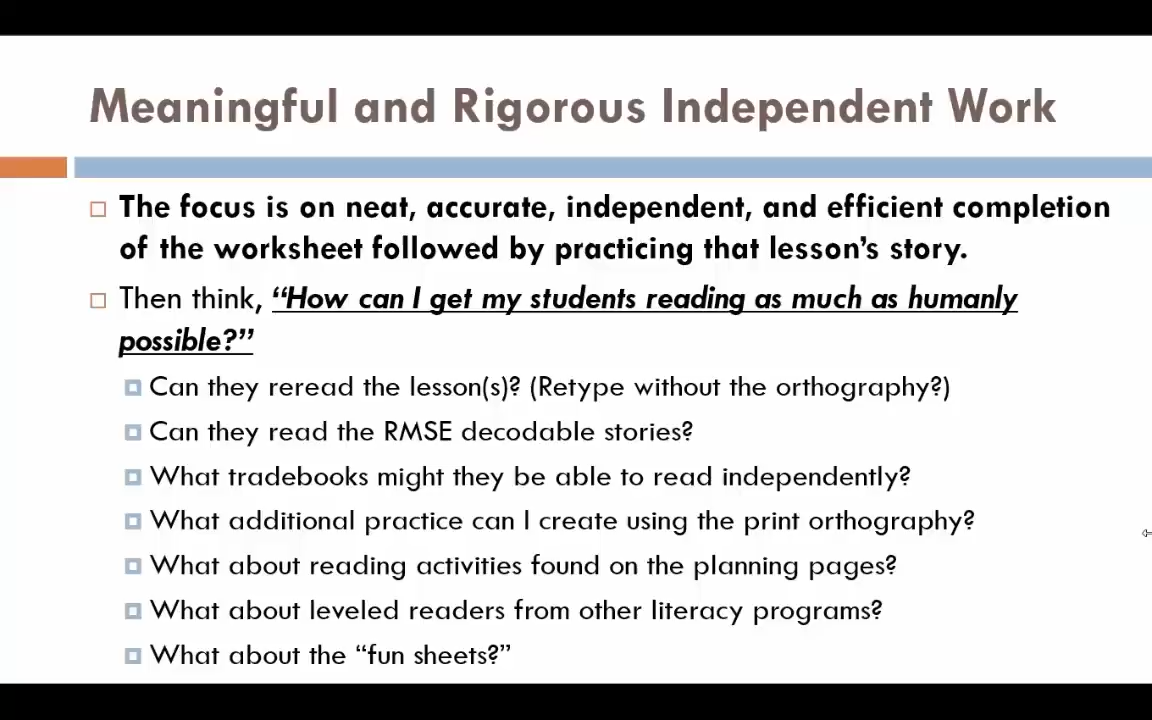 Meaningful and Rigorous Independent Work
The focus is on neat, accurate, independent, and efficient completion
of the worksheet followed by practicing that lesson’s story.
Then think, “How can I get my students reading as much as humanly
possible?”
Can they reread the lesson(s)? (Retype without the orthography?)
Can they read the RMSE decodable stories?
What tradebooks might they be able to read independently?
What additional practice can I create using the print orthography?
What about reading activities found on the planning pages?
What about leveled readers from other literacy programs?
What about the “fun sheets?”